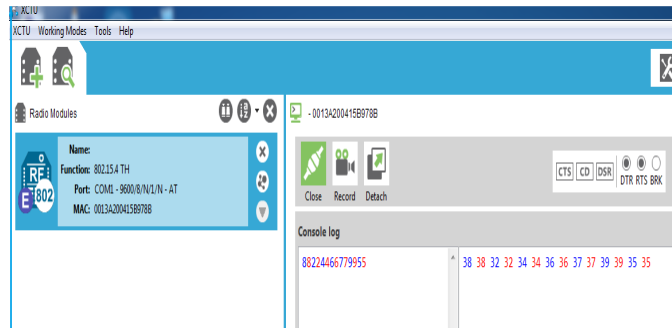 XCTU
XCTU Working Modes Tools Help
Radio Modules
- 0013A200415B978B
Name:
Function: 802.15.4 TH
Port: COM1 - 9600/8/N/1/N - AT
MAC: 0013A200415B978B
RF
E 802
Close Record Detach
CTS CD DSR DTR RTS BRK
Console log
88224466779955
38 38 32 32 34 34 36 36 37 37 39 39 35 35